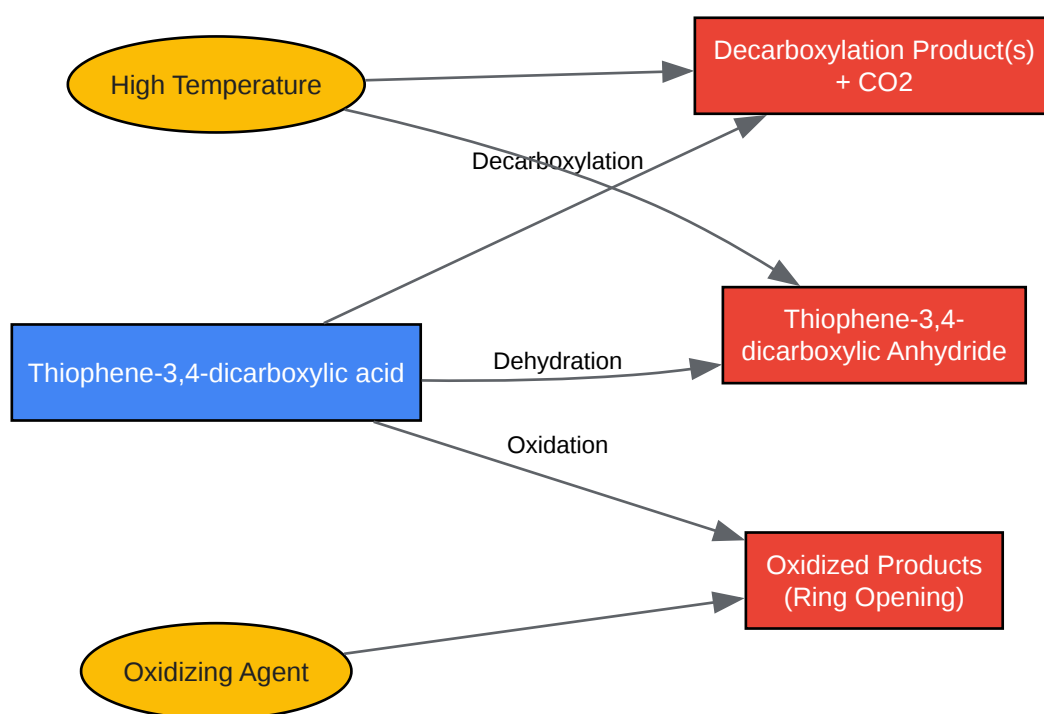 High Temperature
Decarboxylation Product(s)
+ CO2
Decarboxylation
Thiophene-3,4-
dicarboxylic Anhydride
Thiophene-3,4-dicarboxylic acid
Dehydration
Oxidation
Oxidized Products
(Ring Opening)
Oxidizing Agent